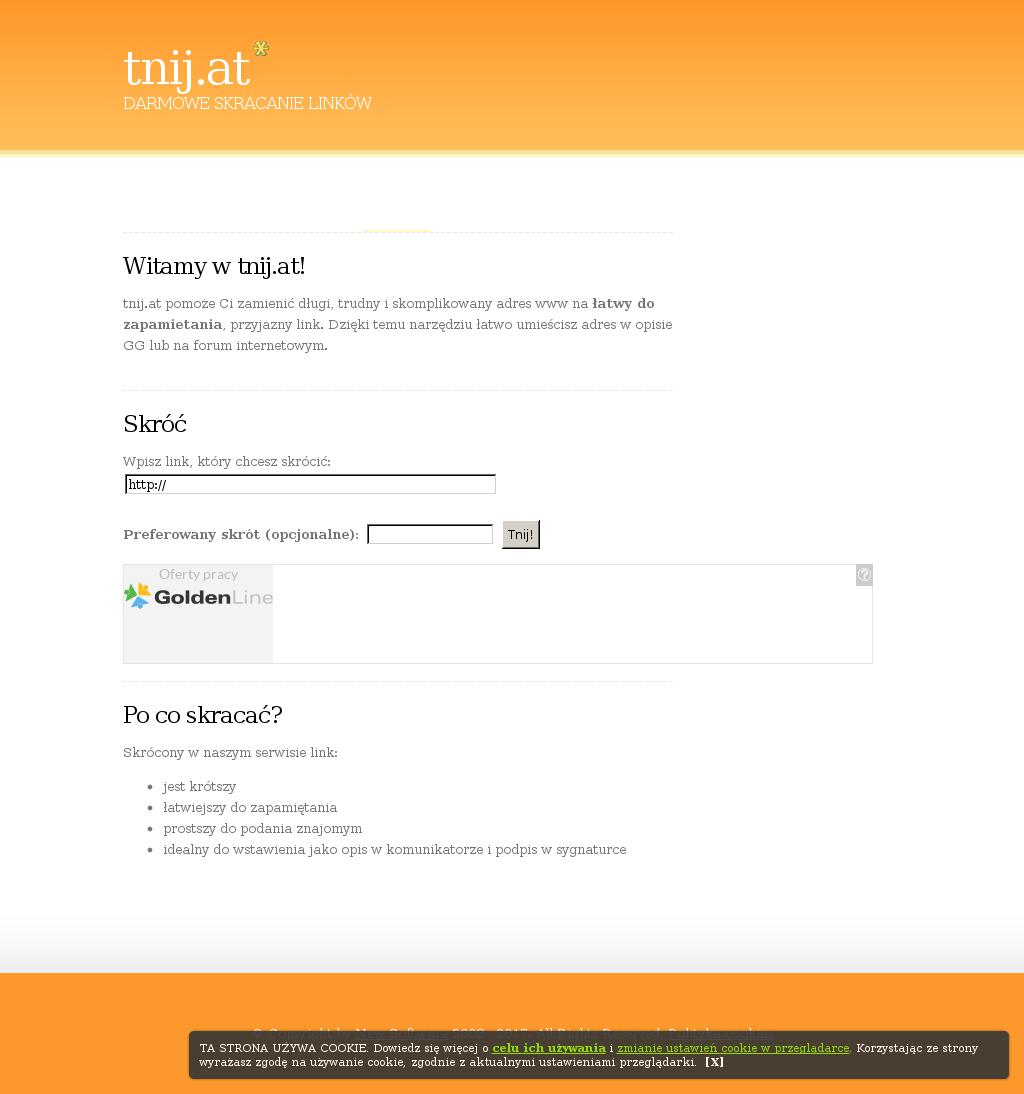 tnij.at
DARMOWE SKRACANIE LINKÓW
Witamy w tnij.at!
tnij.at pomoże Ci zamienić długi, trudny i skomplikowany adres www na łatwy do
zapamietania, przyjazny link. Dzięki temu narzędziu łatwo umieścisz adres w opisie
GG lub na forum internetowym.
Skróć
Wpisz link, który chcesz skrócić:
http://
Preferowany skrót (opcjonalne): Tnij!
Oferty pracy
GoldenLine
Po co skracać?
Skrócony w naszym serwisie link:
jest krótszy
łatwiejszy do zapamiętania
prostszy do podania znajomym
idealny do wstawienia jako opis w komunikatorze i podpis w sygnaturce
TA STRONA UŻYWA COOKIE. Dowiedz się więcej o celu ich używania i zmianie ustawień cookie w przeglądarce. Korzystając ze strony
wyrażasz zgodę na używanie cookie, zgodnie z aktualnymi ustawieniami przeglądarki. [X]